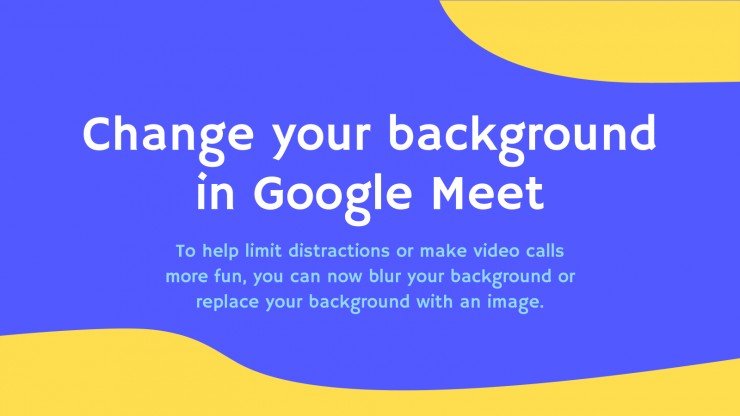 Change your background
in Google Meet
To help limit distractions or make video calls
more fun, you can now blur your background or
replace your background with an image.